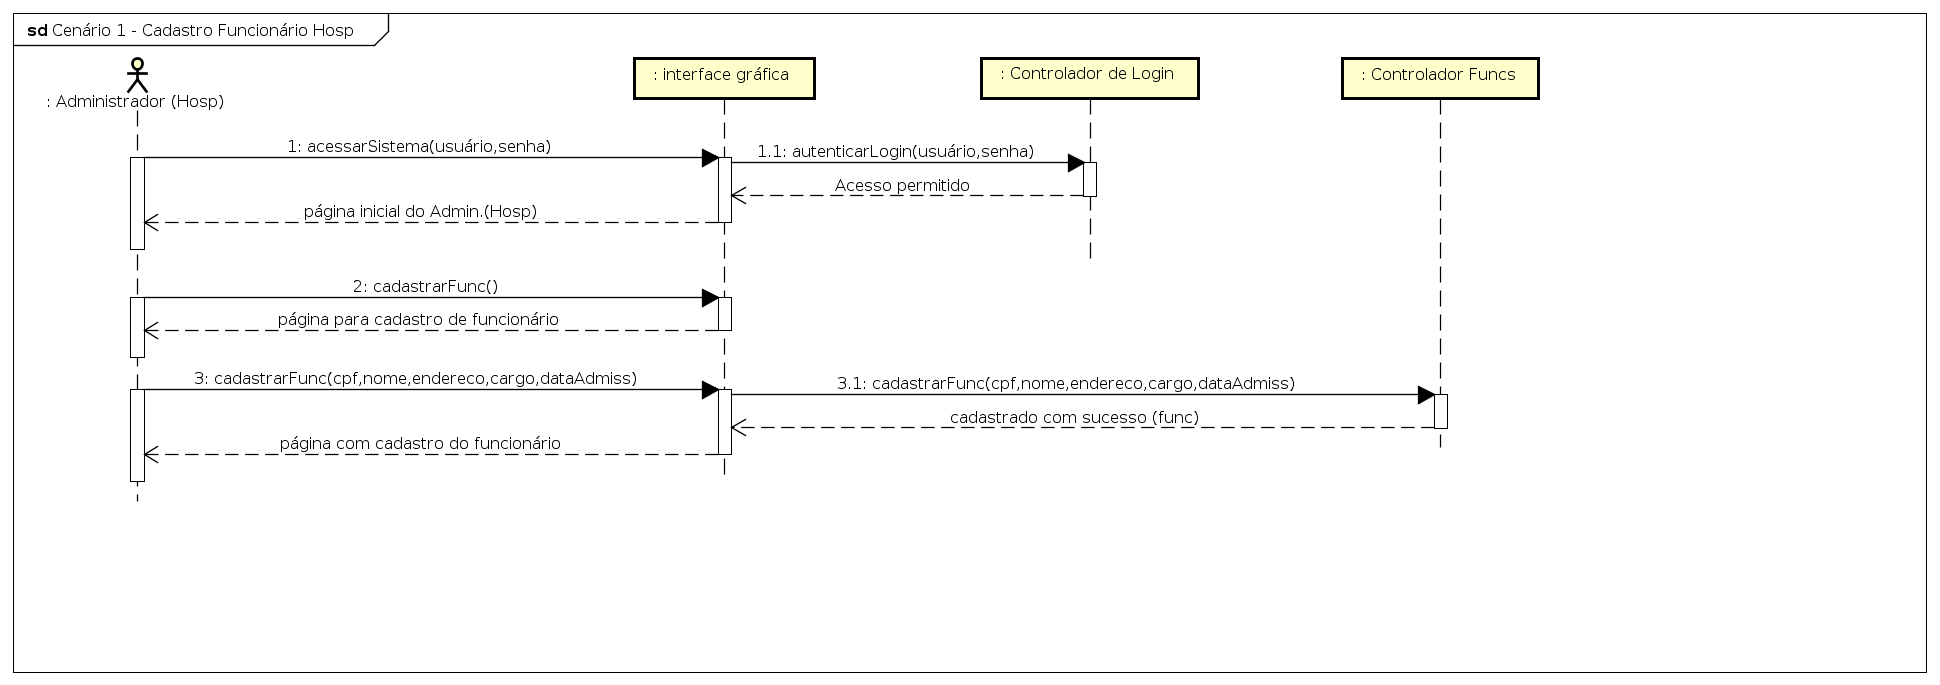 sd Cenário 1 - Cadastro Funcionário Hosp
: Administrador (Hosp)
: interface gráfica
: Controlador de Login
: Controlador Funcs
1: acessarSistema(usuário,senha)
1.1: autenticarLogin(usuário,senha)
Acesso permitido
página inicial do Admin.(Hosp)
2: cadastrarFunc()
página para cadastro de funcionário
3: cadastrarFunc(cpf,nome,endereco,cargo,dataAdmiss)
3.1: cadastrarFunc(cpf,nome,endereco,cargo,dataAdmiss)
cadastrado com sucesso (func)
página com cadastro do funcionário